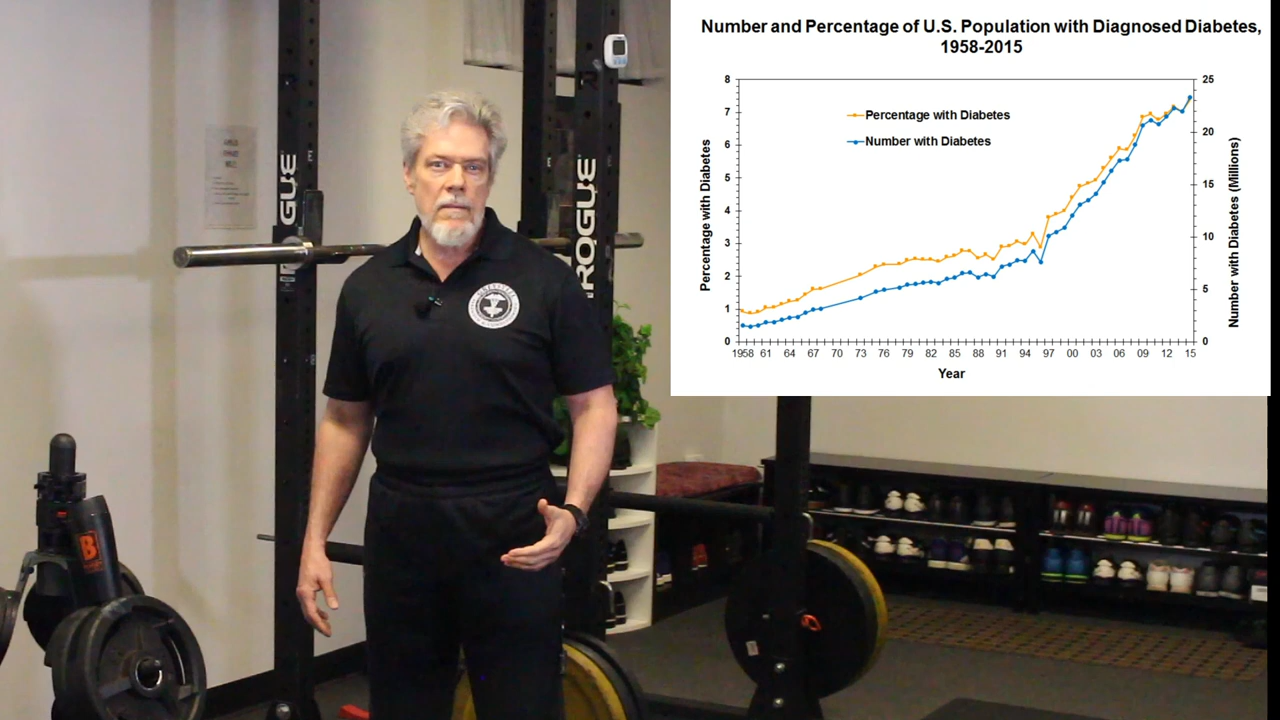 Number and Percentage of U.S. Population with Diagnosed Diabetes,
1958-2015
Percentage with Diabetes
Number with Diabetes
Percentage with Diabetes
Number with Diabetes (Millions)
8
7
6
5
4
3
2
1
0
25
20
15
10
5
0
1958 61 64 67 70 73 76 79 82 85 88 91 94 97 00 03 06 09 12 15
Year
GUE
ROGUE
B